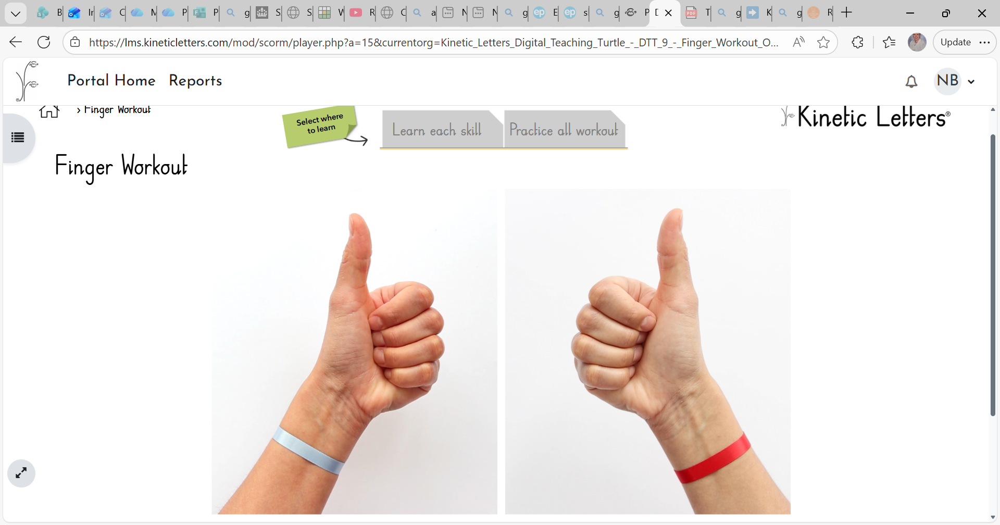 https://lms.kineticletters.com/mod/scorm/player.php?a=15&currentorg=Kinetic_Letters_Digital_Teaching_Turtle_-_DTT_9_-_Finger_Workout_O...
Update
Portal Home Reports
NB
> Finger Workout
Select where
to learn
Learn each skill
Practice all workout
Kinetic Letters®
Finger Workout